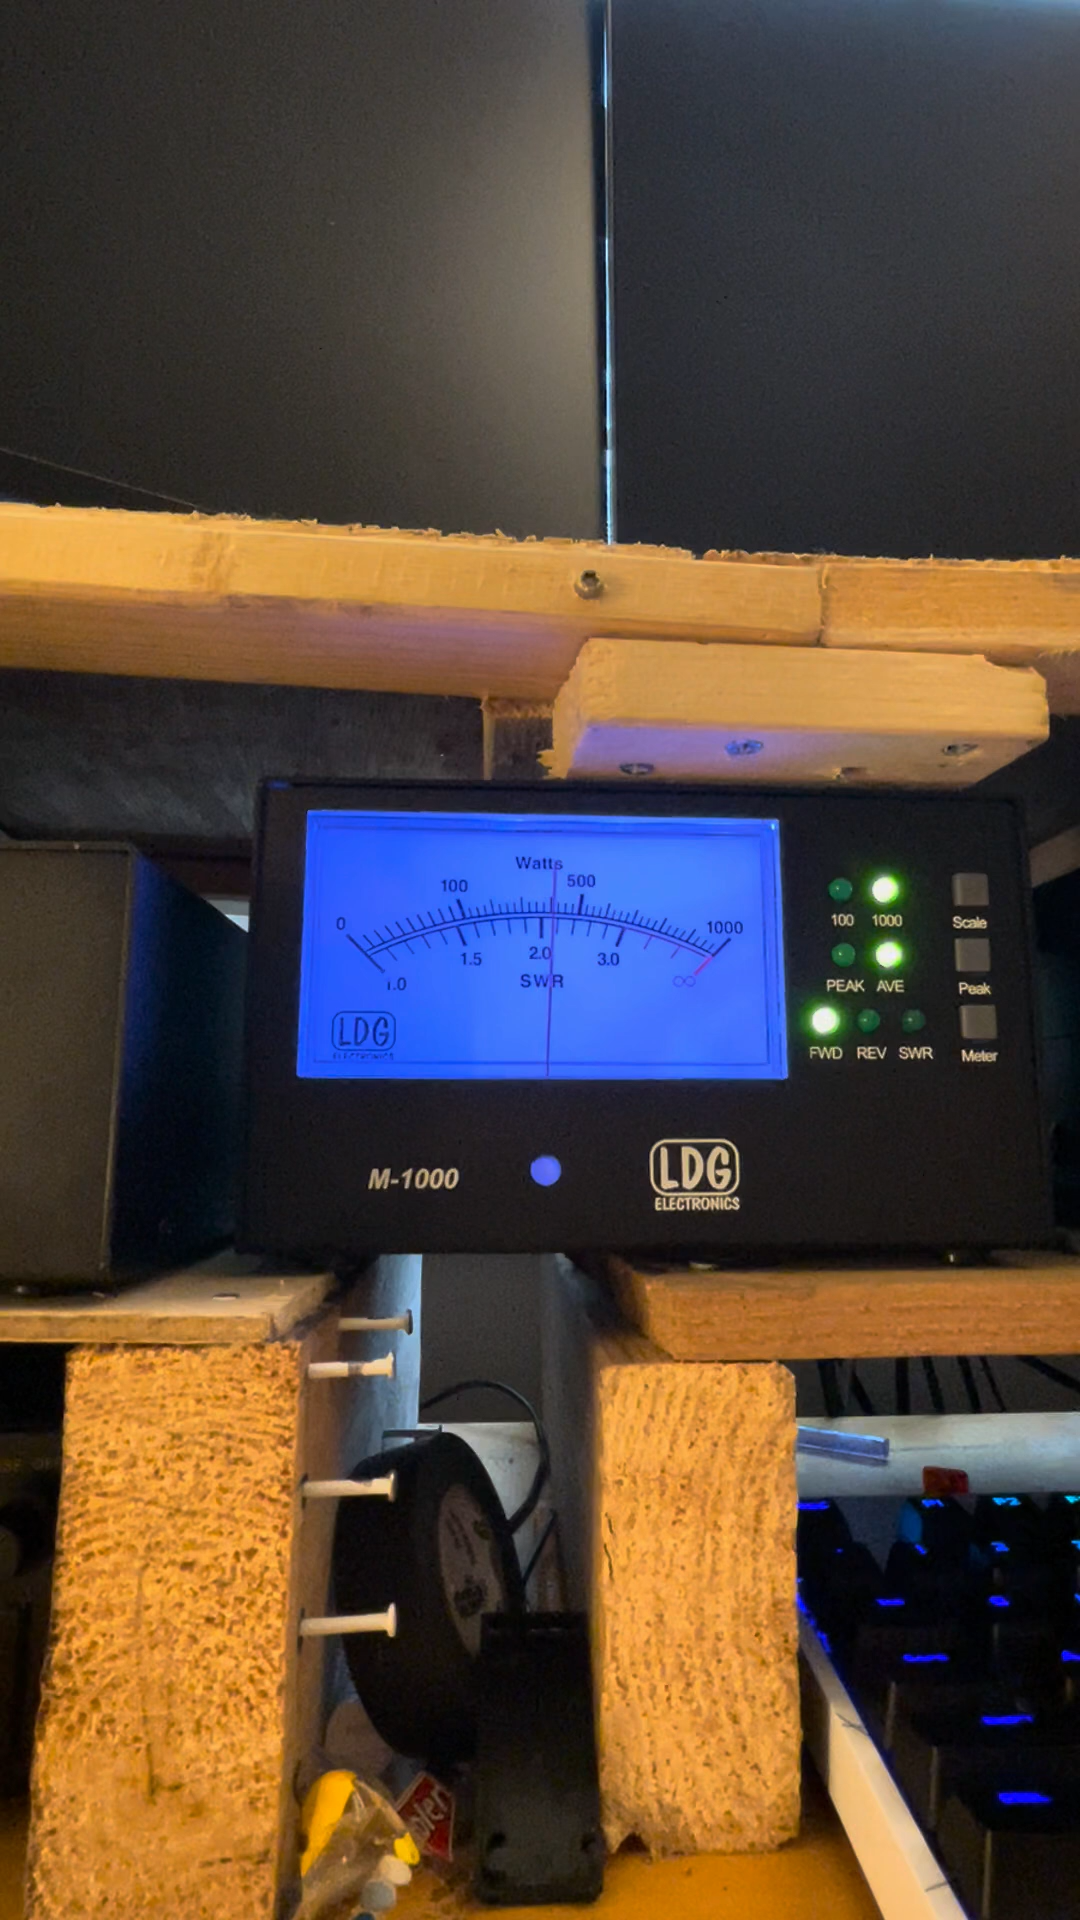 Watts
0 100 500 1000
1.0 1.5 2.0 3.0 ∞
SWR
LDG
ELECTRONICS
100 1000 Scale
PEAK AVE Peak
FWD REV SWR Meter
M-1000
LDG
ELECTRONICS